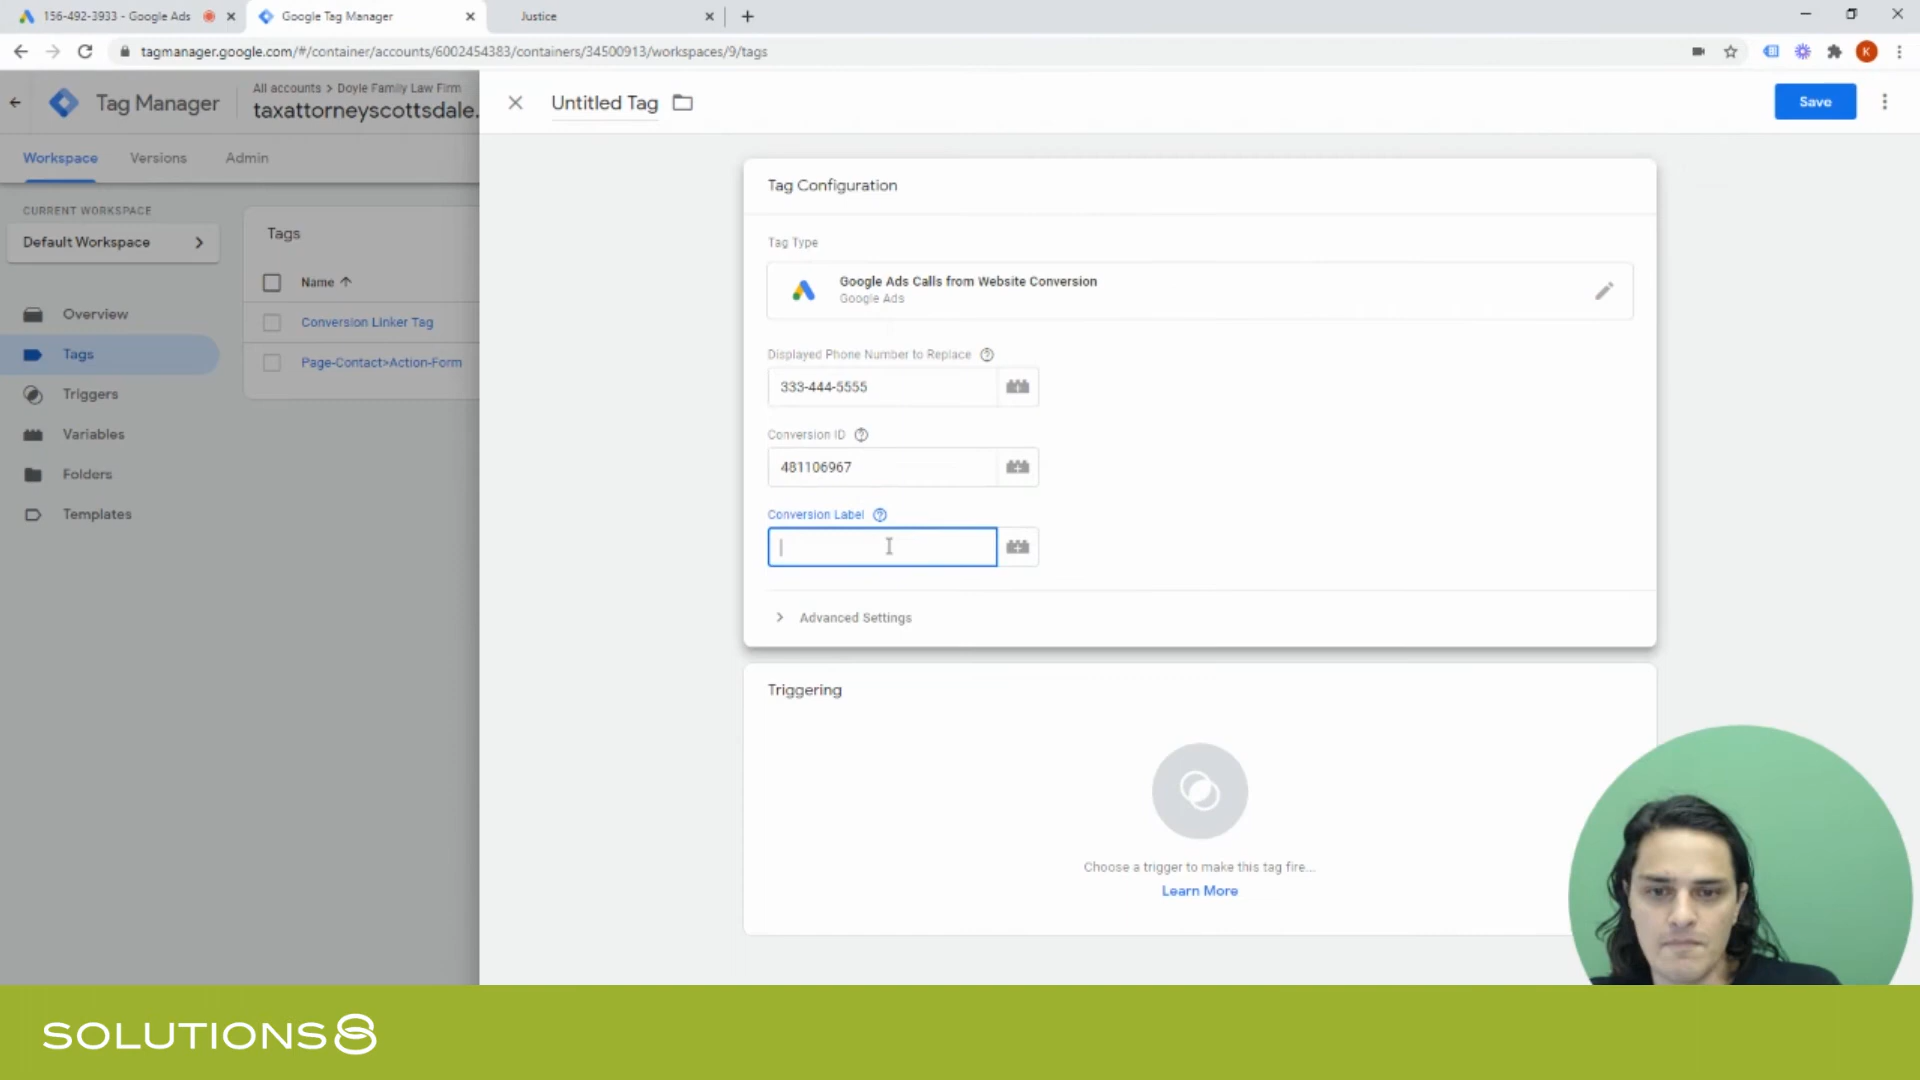 156-492-3933 - Google Ads
Google Tag Manager
Justice
tagmanager.google.com/#/container/accounts/6002454383/containers/34500913/workspaces/9/tags
K
Tag Manager
All accounts > Doyle Family Law Firm
taxattorneyscottsdale.
Untitled Tag
Save
Workspace
Versions
Admin
CURRENT WORKSPACE
Default Workspace
Overview
Tags
Triggers
Variables
Folders
Templates
Tags
Name
Conversion Linker Tag
Page-Contact>Action-Form
Tag Configuration
Tag Type
Google Ads Calls from Website Conversion
Google Ads
Displayed Phone Number to Replace
333-444-5555
Conversion ID
481106967
Conversion Label
Advanced Settings
Triggering
Choose a trigger to make this tag fire...
Learn More
SOLUTIONS8